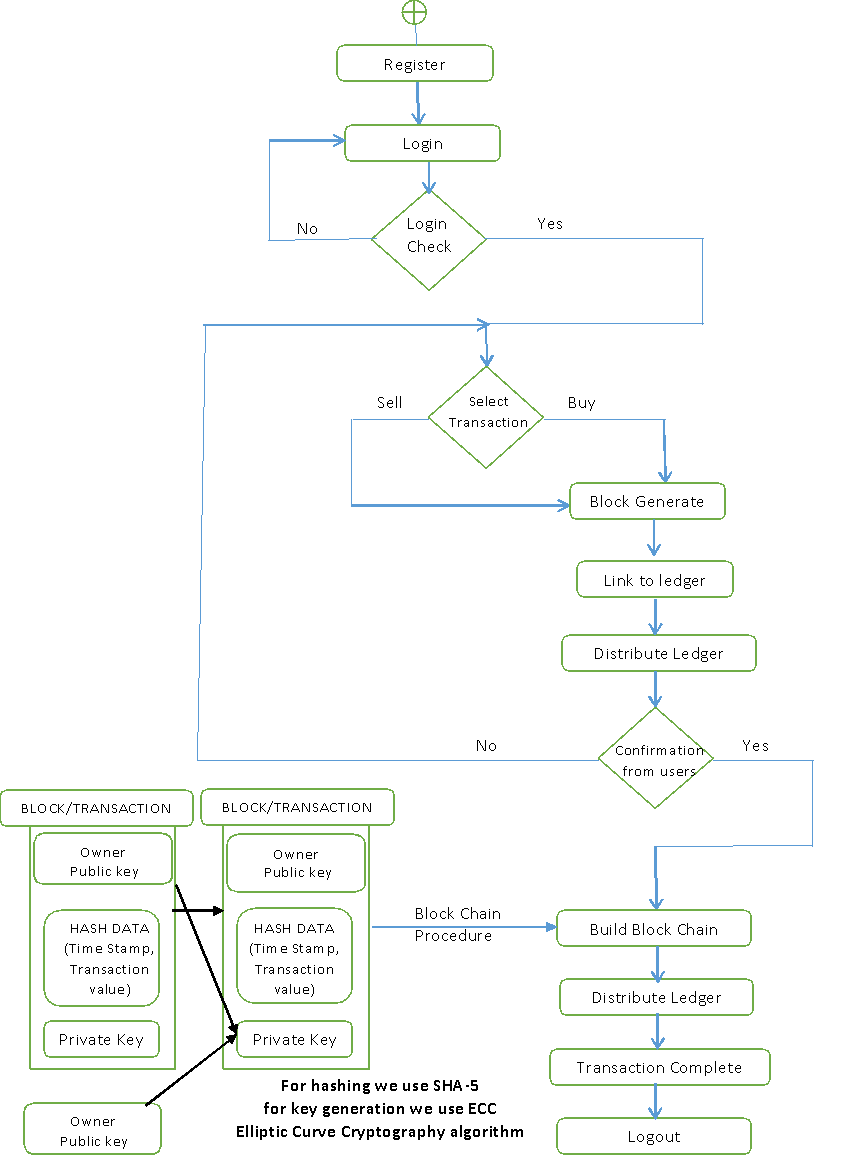 Register
Login
Login
Check
No
Yes
Select
Transaction
Sell
Buy
Block Generate
Link to ledger
Distribute Ledger
Confirmation
from users
No
Yes
BLOCK/TRANSACTION
Owner
Public key
HASH DATA
(Time Stamp,
Transaction
value)
Private Key
Owner
Public key
BLOCK/TRANSACTION
Owner
Public key
HASH DATA
(Time Stamp,
Transaction
value)
Private Key
Block Chain
Procedure
Build Block Chain
Distribute Ledger
Transaction Complete
Logout
For hashing we use SHA-5
for key generation we use ECC
Elliptic Curve Cryptography algorithm